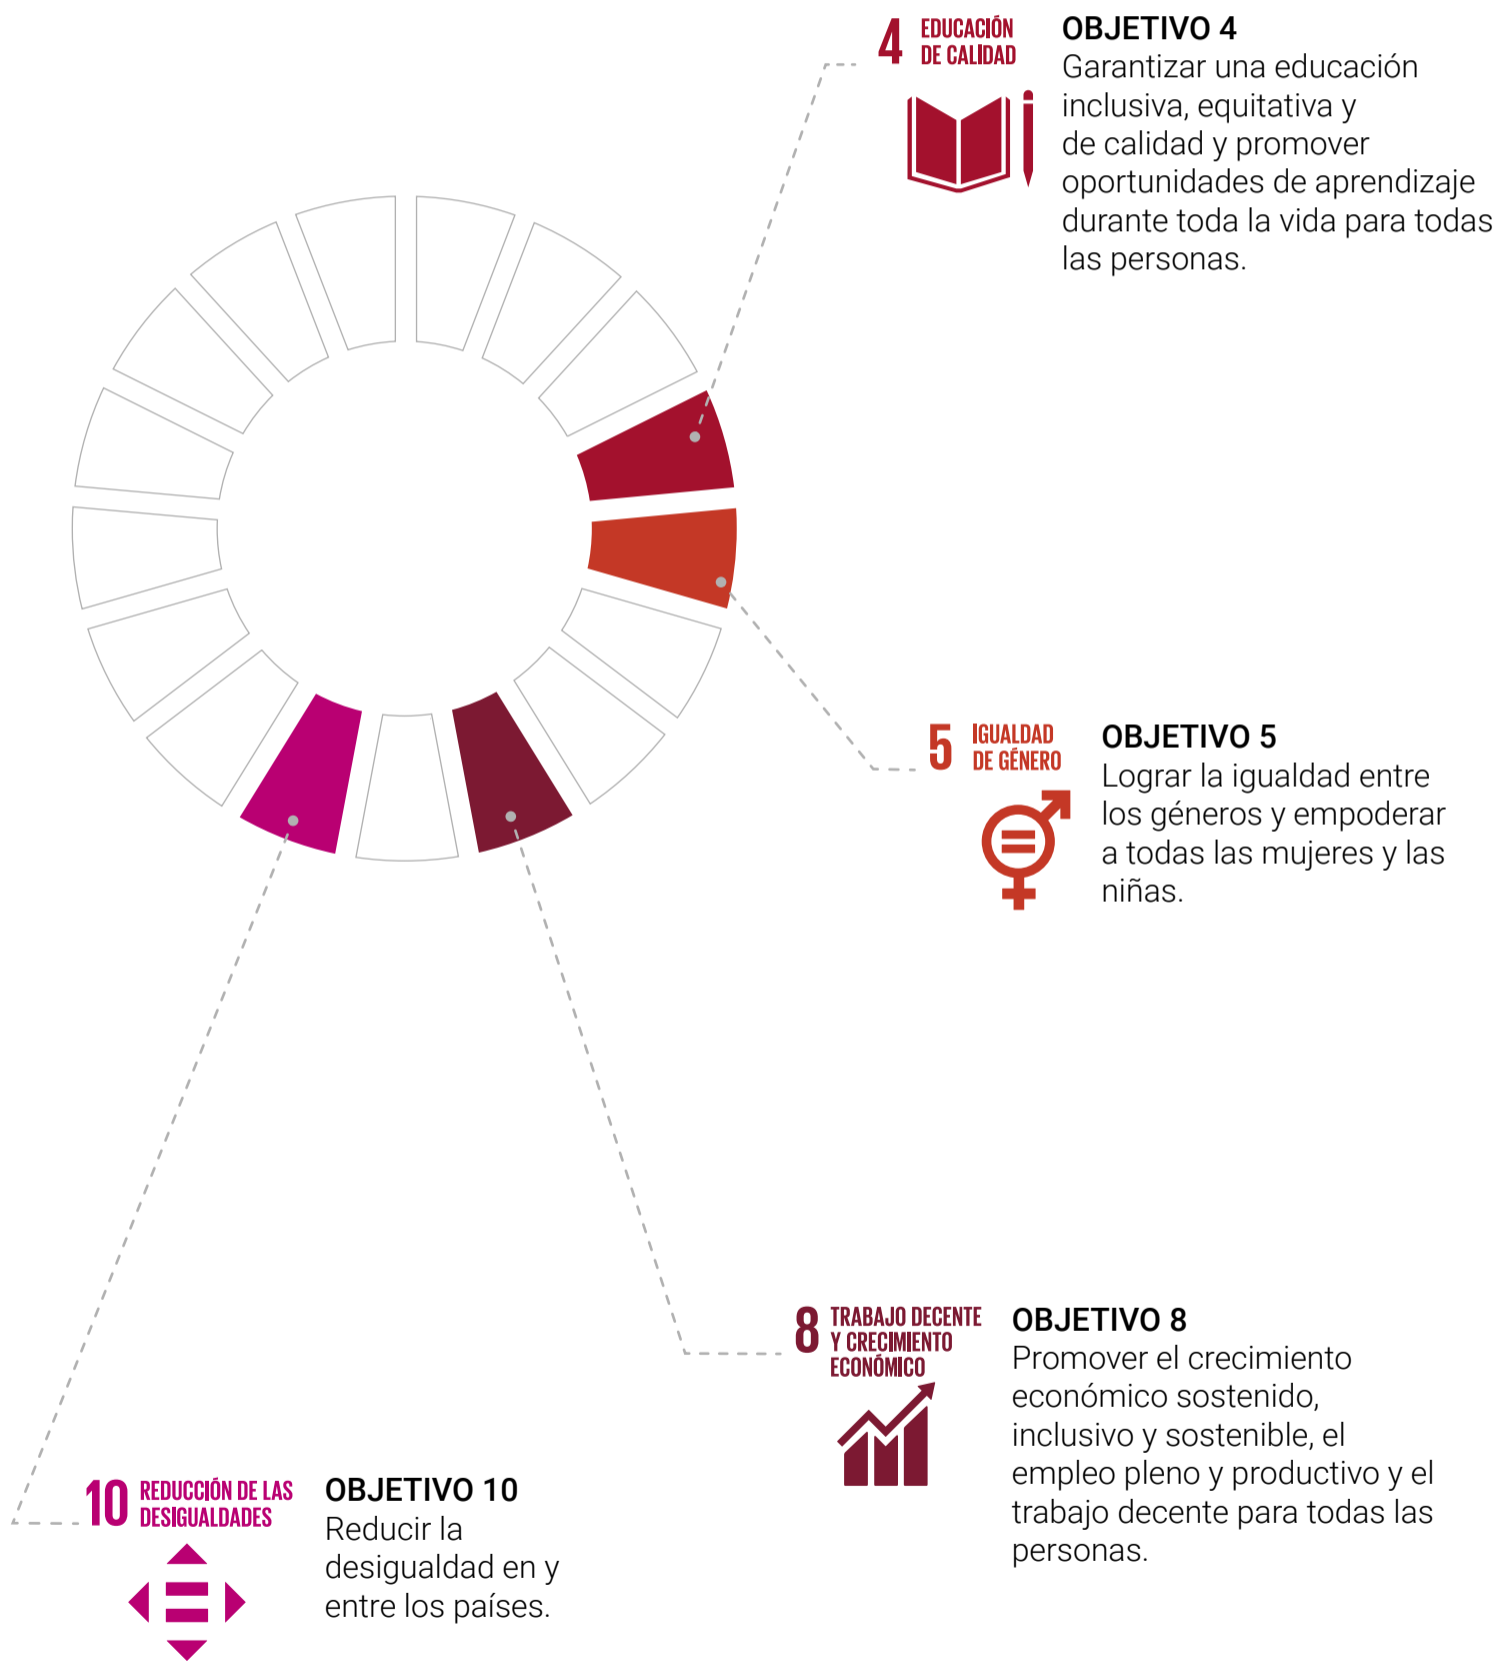 4 EDUCACIÓN
DE CALIDAD
OBJETIVO 4
Garantizar una educación
inclusiva, equitativa y
de calidad y promover
oportunidades de aprendizaje
durante toda la vida para todas
las personas.
5 IGUALDAD
DE GÉNERO
OBJETIVO 5
Lograr la igualdad entre
los géneros y empoderar
a todas las mujeres y las
niñas.
8 TRABAJO DECENTE
Y CRECIMIENTO
ECONÓMICO
OBJETIVO 8
Promover el crecimiento
económico sostenido,
inclusivo y sostenible, el
empleo pleno y productivo y el
trabajo decente para todas las
personas.
10 REDUCCIÓN DE LAS
DESIGUALDADES
OBJETIVO 10
Reducir la
desigualdad en y
entre los países.